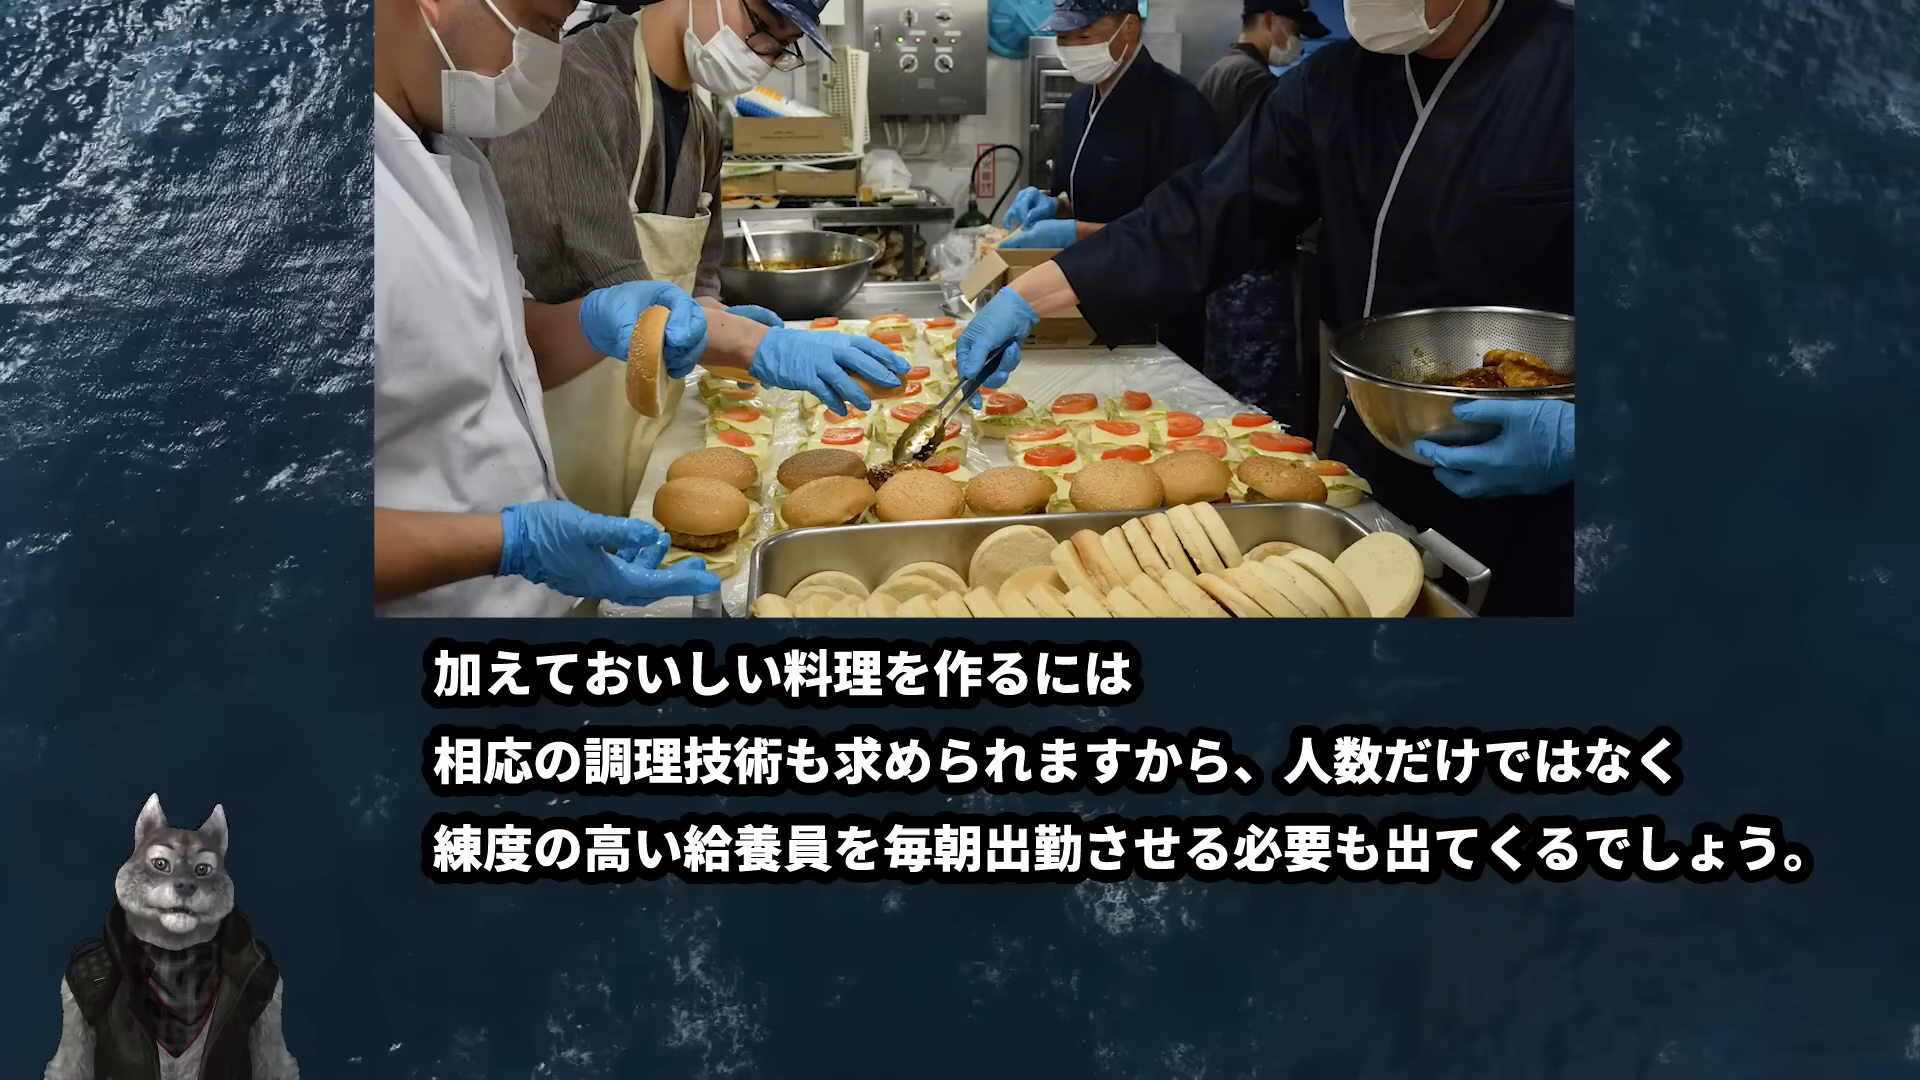 加えておいしい料理を作るには
相応の調理技術も求められますから、人数だけではなく
練度の高い給養員を毎朝出勤させる必要も出てくるでしょう。